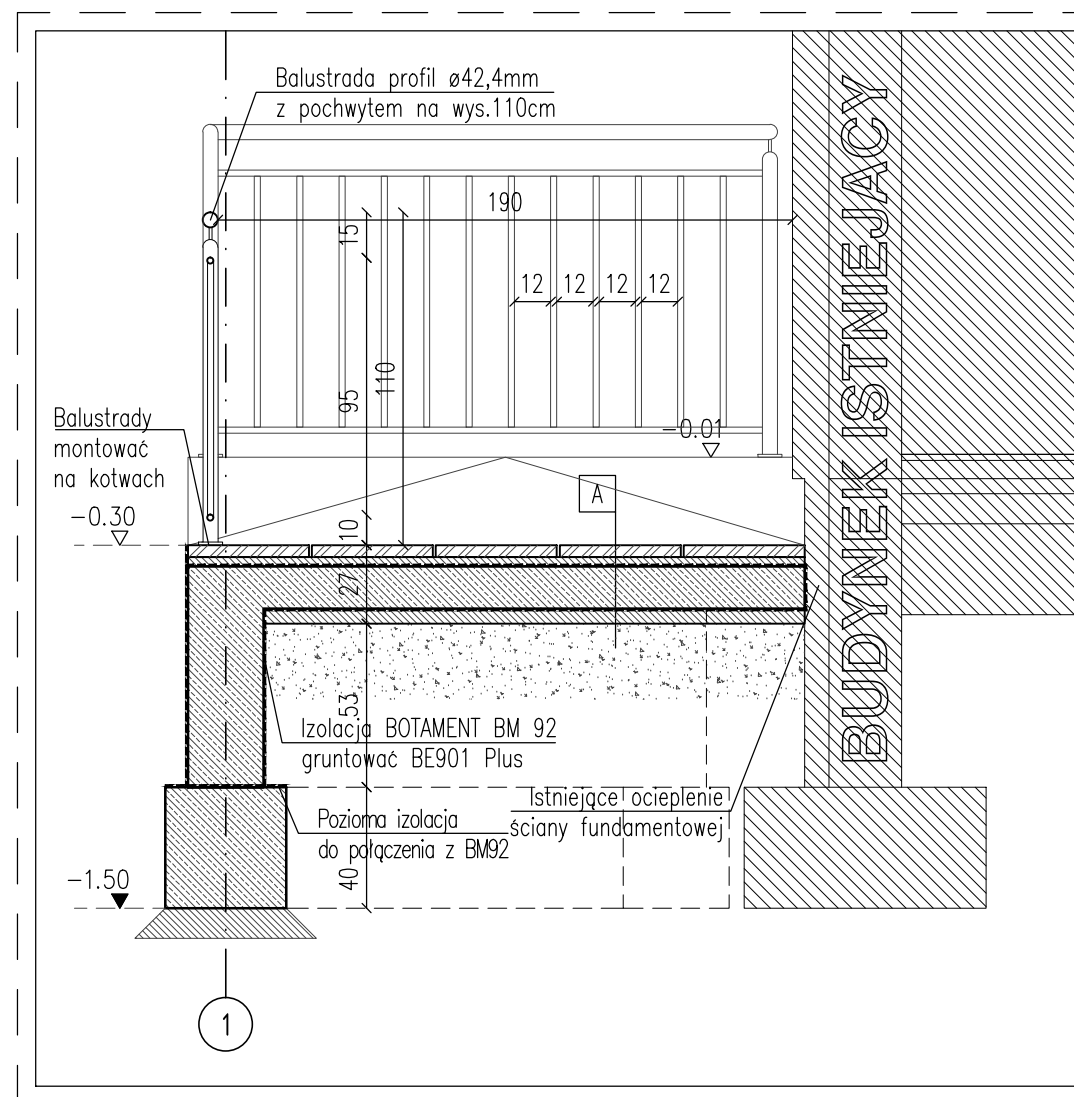 Balustrada profil ø42,4mm
z pochwytem na wys.110cm
190
15
12
12
12
12
95
110
Balustrady
montować
na kotwach
-0.01
A
-0.30
10
27
53
Izolacja BOTAMENT BM 92
gruntować BE901 Plus
Istniejące ocieplenie
ściany fundamentowej
Pozioma izolacja
do połączenia z BM92
-1.50
40
1
BUDYNEK ISTNIEJACY